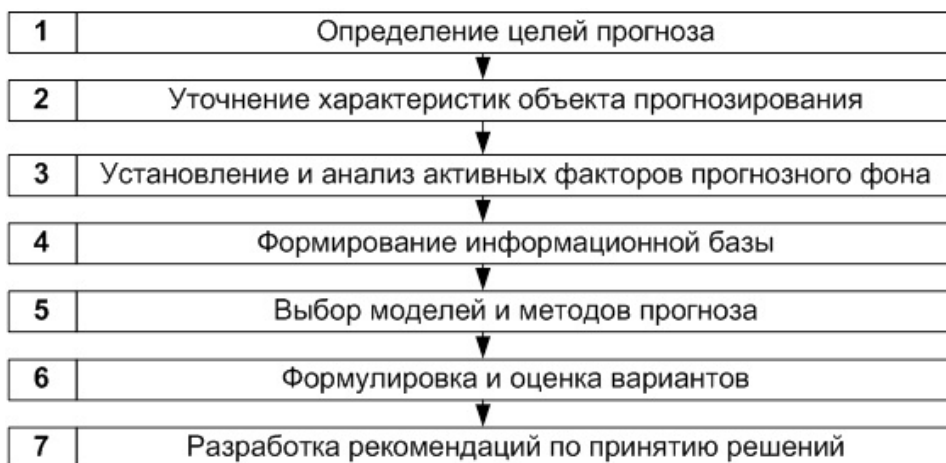 1 Определение целей прогноза
2 Уточнение характеристик объекта прогнозирования
3 Установление и анализ активных факторов прогнозного фона
4 Формирование информационной базы
5 Выбор моделей и методов прогноза
6 Формулировка и оценка вариантов
7 Разработка рекомендаций по принятию решений